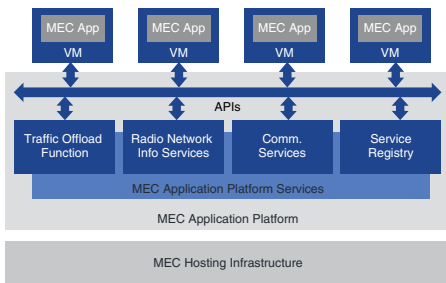 MEC App MEC App MEC App MEC App
VM VM VM VM
APIs
Traffic Offload Radio Network Comm. Service
Function Info Services Services Registry
MEC Application Platform Services
MEC Application Platform
MEC Hosting Infrastructure